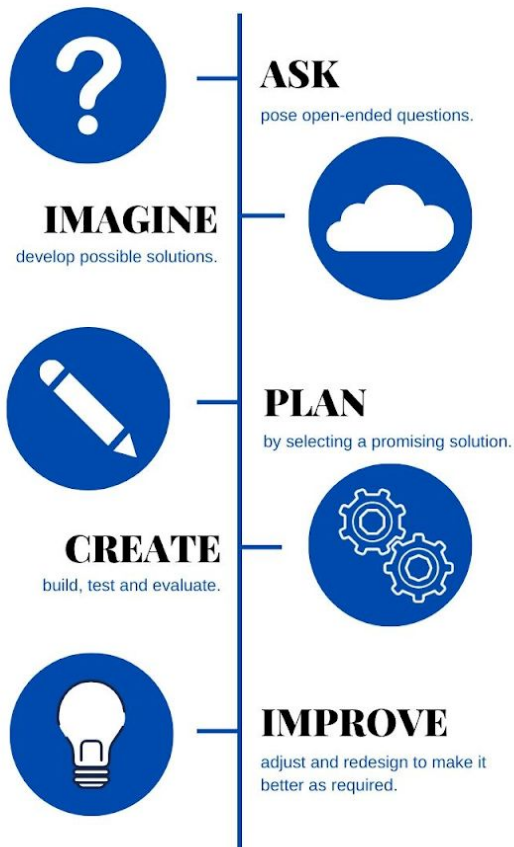 ASK
pose open-ended questions.
IMAGINE
develop possible solutions.
PLAN
by selecting a promising solution.
CREATE
build, test and evaluate.
IMPROVE
adjust and redesign to make it
better as required.